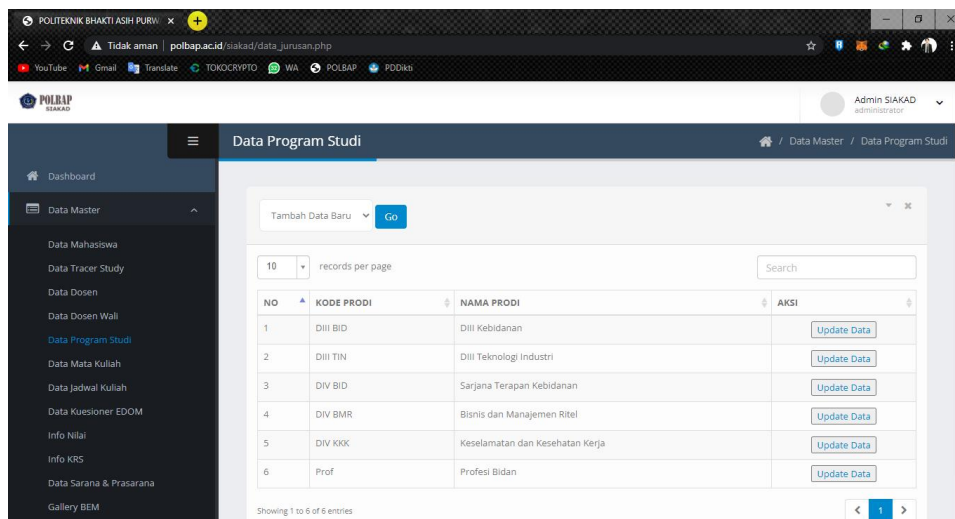 POLITEKNIK BHAKTI ASIH PURW
Tidak aman | polbap.ac.id/siakad/data_jurusan.php
YouTube Gmail Translate TOKOCRYPTO WA POLBAP PDDikti
POLBAP
SIAKAD
Admin SIAKAD
administrator
Data Program Studi
/ Data Master / Data Program Studi
Dashboard
Data Master
Data Mahasiswa
Data Tracer Study
Data Dosen
Data Dosen Wali
Data Program Studi
Data Mata Kuliah
Data Jadwal Kuliah
Data Kuesioner EDOM
Info Nilai
Info KRS
Data Sarana & Prasarana
Gallery BEM
Tambah Data Baru Go
10 records per page Search
NO KODE PRODI NAMA PRODI AKSI
1 DIII BID DIII Kebidanan Update Data
2 DIII TIN DIII Teknologi Industri Update Data
3 DIV BID Sarjana Terapan Kebidanan Update Data
4 DIV BMR Bisnis dan Manajemen Ritel Update Data
5 DIV KKK Keselamatan dan Kesehatan Kerja Update Data
6 Prof Profesi Bidan Update Data
Showing 1 to 6 of 6 entries < 1 >